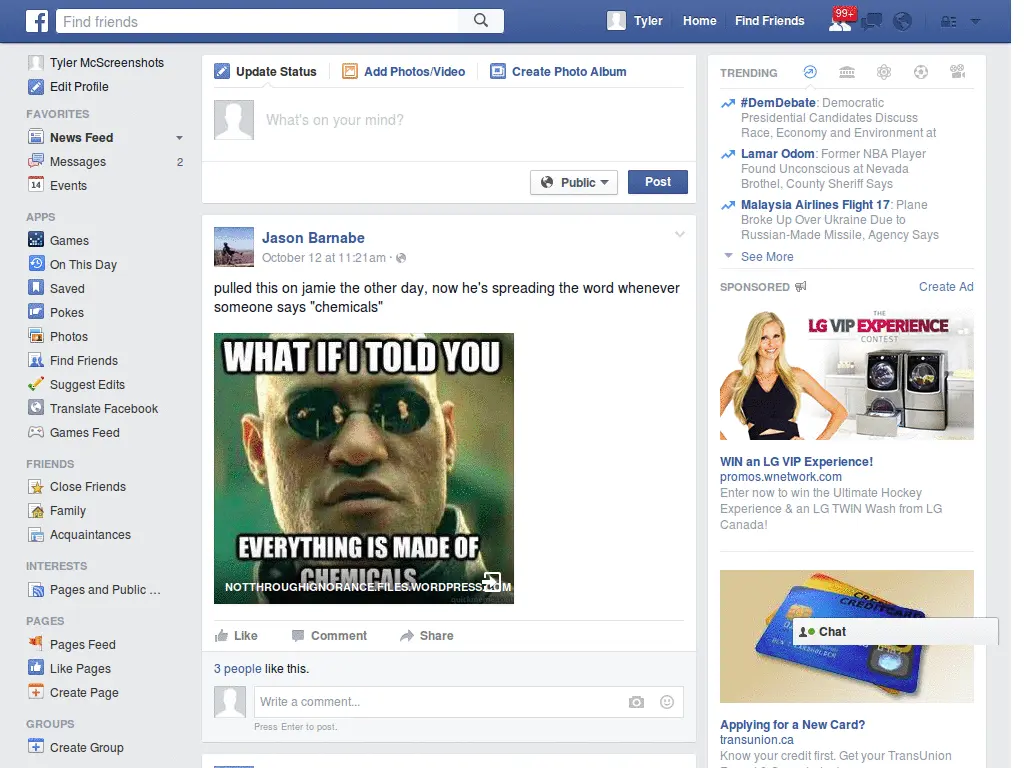 f
Find friends
Tyler
Home
Find Friends
99+
Tyler McScreenshots
Edit Profile
FAVORITES
News Feed
Messages
2
14
Events
APPS
Games
On This Day
Saved
Pokes
Photos
Find Friends
Suggest Edits
Translate Facebook
Games Feed
FRIENDS
Close Friends
Family
Acquaintances
INTERESTS
Pages and Public ...
PAGES
Pages Feed
Like Pages
Create Page
GROUPS
Create Group
Update Status
Add Photos/Video
Create Photo Album
What's on your mind?
Public
Post
Jason Barnabe
October 12 at 11:21am ·
pulled this on jamie the other day, now he's spreading the word whenever
someone says "chemicals"
WHAT IF I TOLD YOU
EVERYTHING IS MADE OF
CHEMICALS
NOTTHROUGHIGNORANCE.FILES.WORDPRESS.COM
Like
Comment
Share
3 people like this.
Write a comment...
Press Enter to post.
TRENDING
#DemDebate: Democratic
Presidential Candidates Discuss
Race, Economy and Environment at
Lamar Odom: Former NBA Player
Found Unconscious at Nevada
Brothel, County Sheriff Says
Malaysia Airlines Flight 17: Plane
Broke Up Over Ukraine Due to
Russian-Made Missile, Agency Says
See More
SPONSORED
Create Ad
THE
LG VIP EXPERIENCE
CONTEST
WIN an LG VIP Experience!
promos.wnetwork.com
Enter now to win the Ultimate Hockey
Experience & an LG TWIN Wash from LG
Canada!
CREDIT CARD
Chat
Applying for a New Card?
transunion.ca
Know your credit first. Get your TransUnion